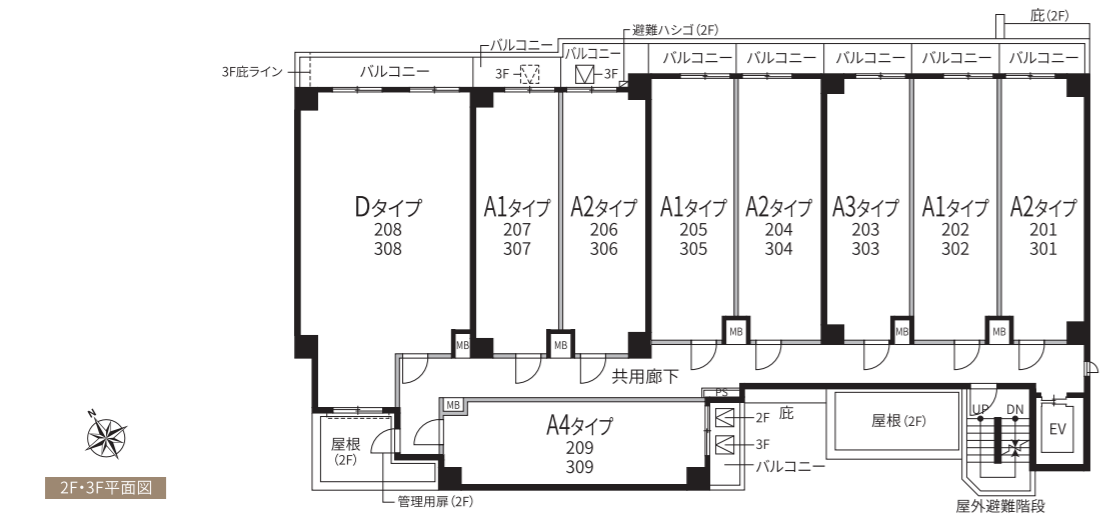 庇(2F)
避難ハシゴ(2F)
バルコニー
バルコニー
バルコニー
バルコニー
バルコニー
バルコニー
バルコニー
3F庇ライン
バルコニー
3F
3F
Dタイプ
208
308
A1タイプ
207
307
A2タイプ
206
306
A1タイプ
205
305
A2タイプ
204
304
A3タイプ
203
303
A1タイプ
202
302
A2タイプ
201
301
MB
MB
MB
MB
MB
共用廊下
PS
MB
A4タイプ
209
309
2F
庇
3F
バルコニー
屋根(2F)
UP
DN
EV
屋外避難階段
屋根
(2F)
管理用扉(2F)
N
2F・3F平面図